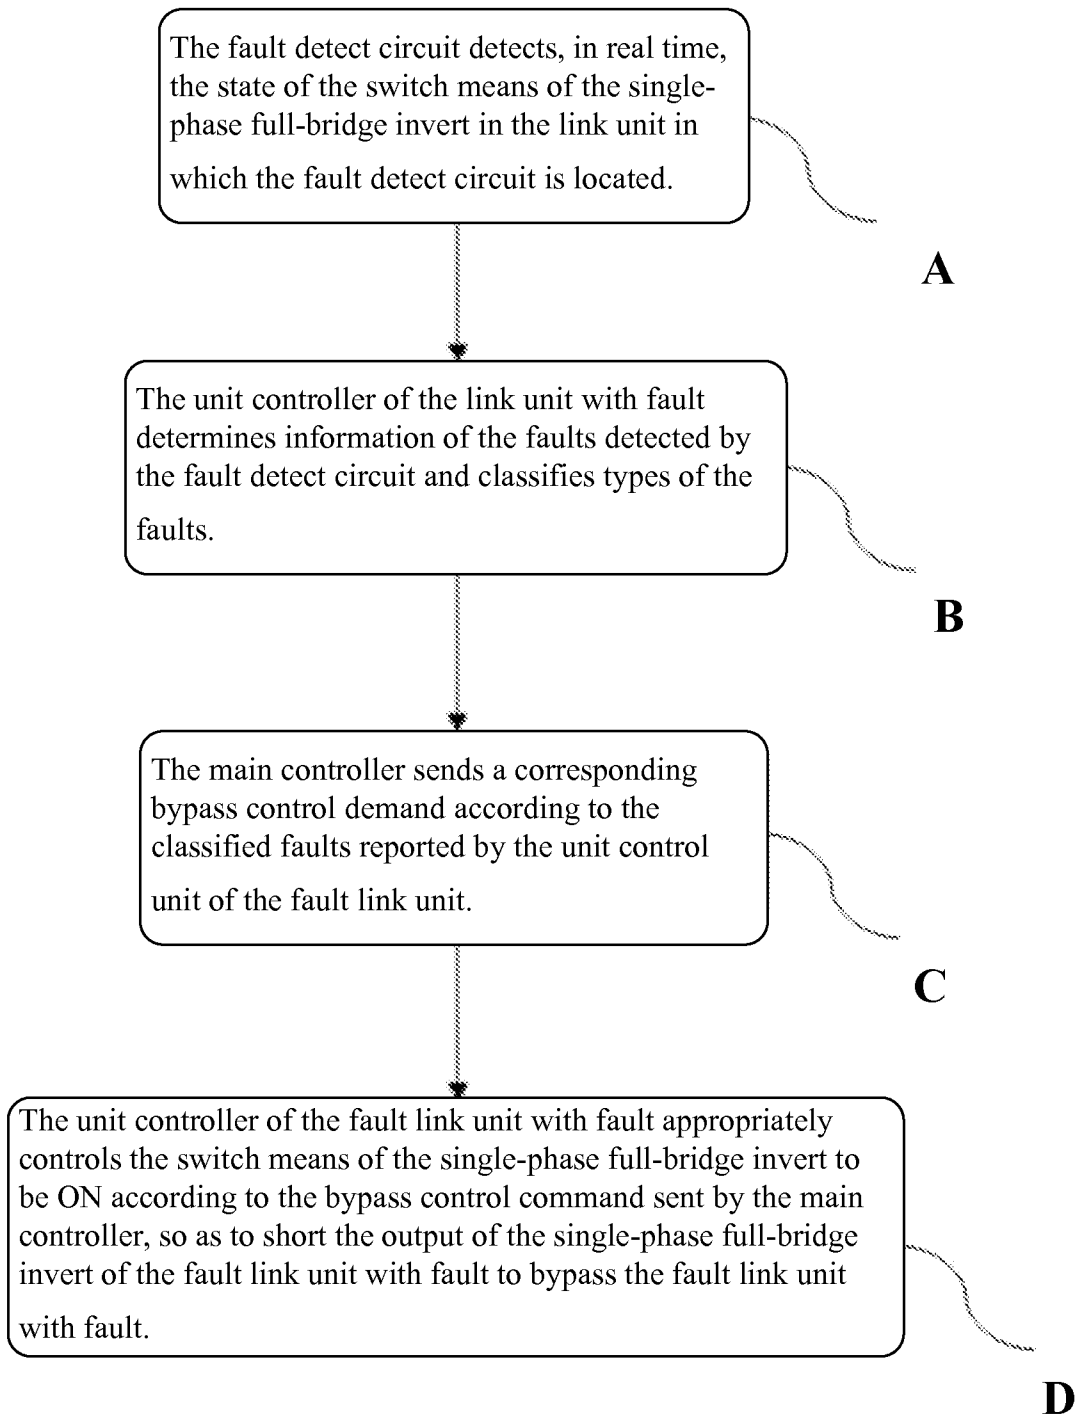 The fault detect circuit detects, in real time,
the state of the switch means of the single-
phase full-bridge invert in the link unit in
which the fault detect circuit is located.
A
The unit controller of the link unit with fault
determines information of the faults detected by
the fault detect circuit and classifies types of the
faults.
B
The main controller sends a corresponding
bypass control demand according to the
classified faults reported by the unit control
unit of the fault link unit.
C
The unit controller of the fault link unit with fault appropriately
controls the switch means of the single-phase full-bridge invert to
be ON according to the bypass control command sent by the main
controller, so as to short the output of the single-phase full-bridge
invert of the fault link unit with fault to bypass the fault link unit
with fault.
D